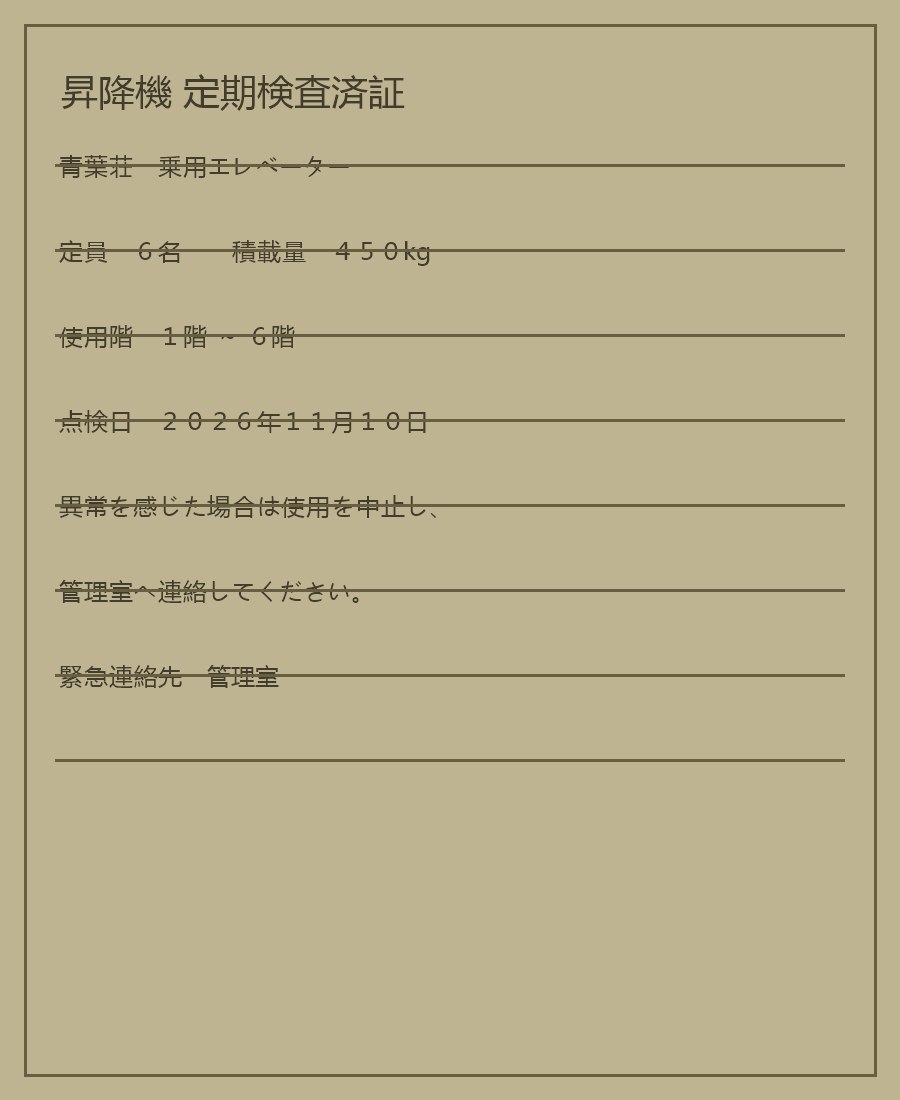 昇降機 定期検査済証
青葉荘　乗用エレベーター
定員　６名　　積載量　４５０kg
使用階　１階 ～ ６階
点検日　２０２６年１１月１０日
異常を感じた場合は使用を中止し、
管理室へ連絡してください。
緊急連絡先　管理室